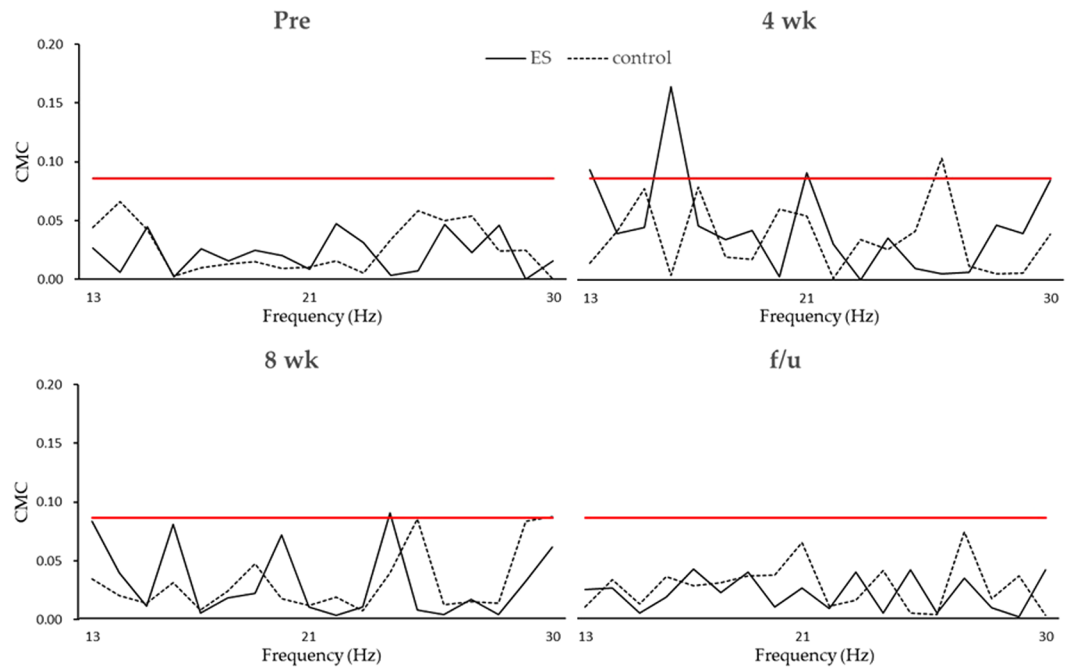 Pre
4 wk
ES
control
0.20
0.15
0.10
0.05
0.00
CMC
13
21
30
Frequency (Hz)
13
21
30
Frequency (Hz)
8 wk
f/u
0.20
0.15
0.10
0.05
0.00
CMC
13
21
30
Frequency (Hz)
13
21
30
Frequency (Hz)